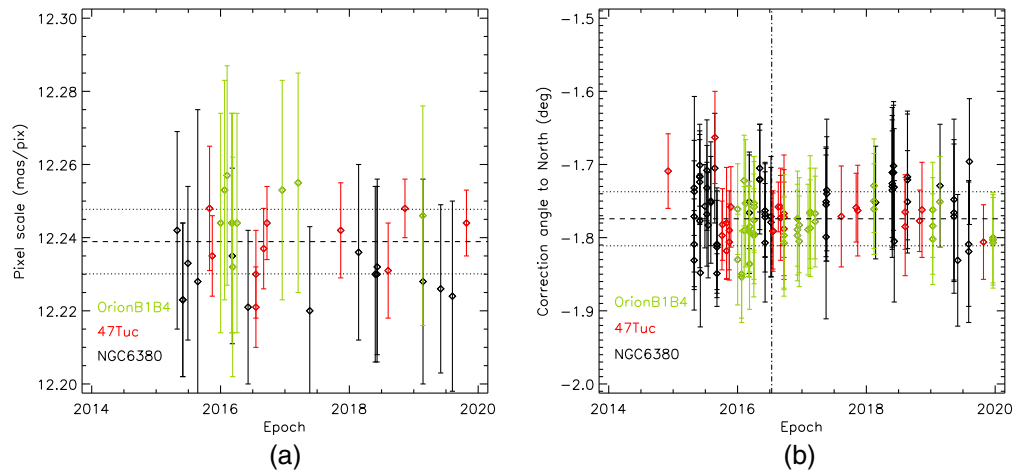 12.30
12.28
12.26
12.24
12.22
12.20
Pixel scale (mas/pix)
OrionB1B4
47Tuc
NGC6380
2014 2016 2018 2020
Epoch
(a)
−1.5
−1.6
−1.7
−1.8
−1.9
−2.0
Correction angle to North (deg)
OrionB1B4
47Tuc
NGC6380
2014 2016 2018 2020
Epoch
(b)